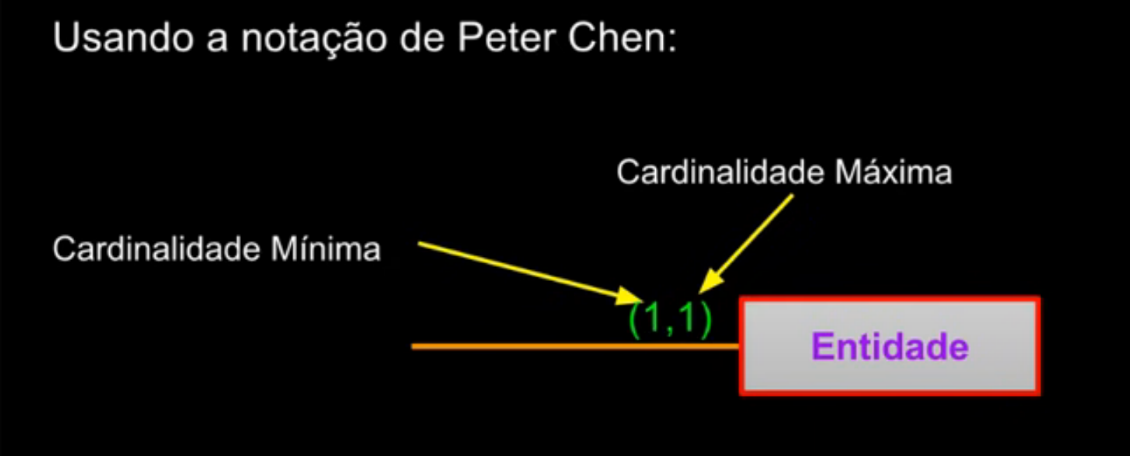 Usando a notação de Peter Chen:
Cardinalidade Máxima
Cardinalidade Mínima
(1,1)
Entidade